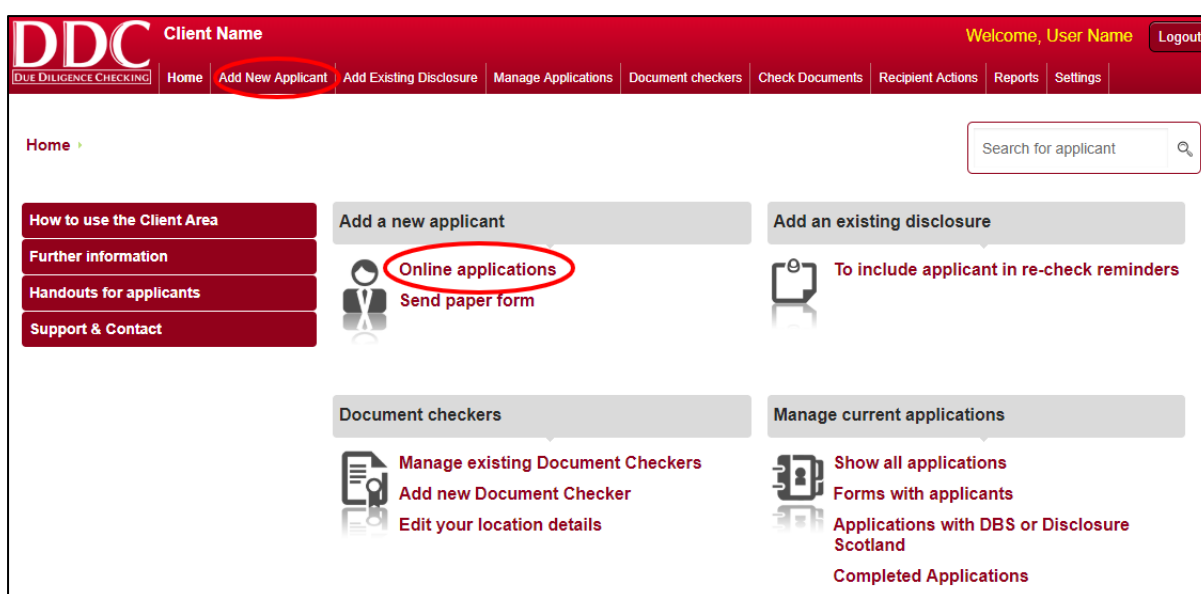 DDC
DUE DILIGENCE CHECKING
Client Name
Welcome, User Name
Logout
Home
Add New Applicant
Add Existing Disclosure
Manage Applications
Document checkers
Check Documents
Recipient Actions
Reports
Settings
Home
Search for applicant
How to use the Client Area
Further information
Handouts for applicants
Support & Contact
Add a new applicant
Online applications
Send paper form
Add an existing disclosure
To include applicant in re-check reminders
Document checkers
Manage existing Document Checkers
Add new Document Checker
Edit your location details
Manage current applications
Show all applications
Forms with applicants
Applications with DBS or Disclosure
Scotland
Completed Applications